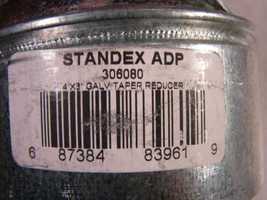 STANDEX ADP
306080
4"X3" GALV TAPER REDUCER
6 87384 83961 9